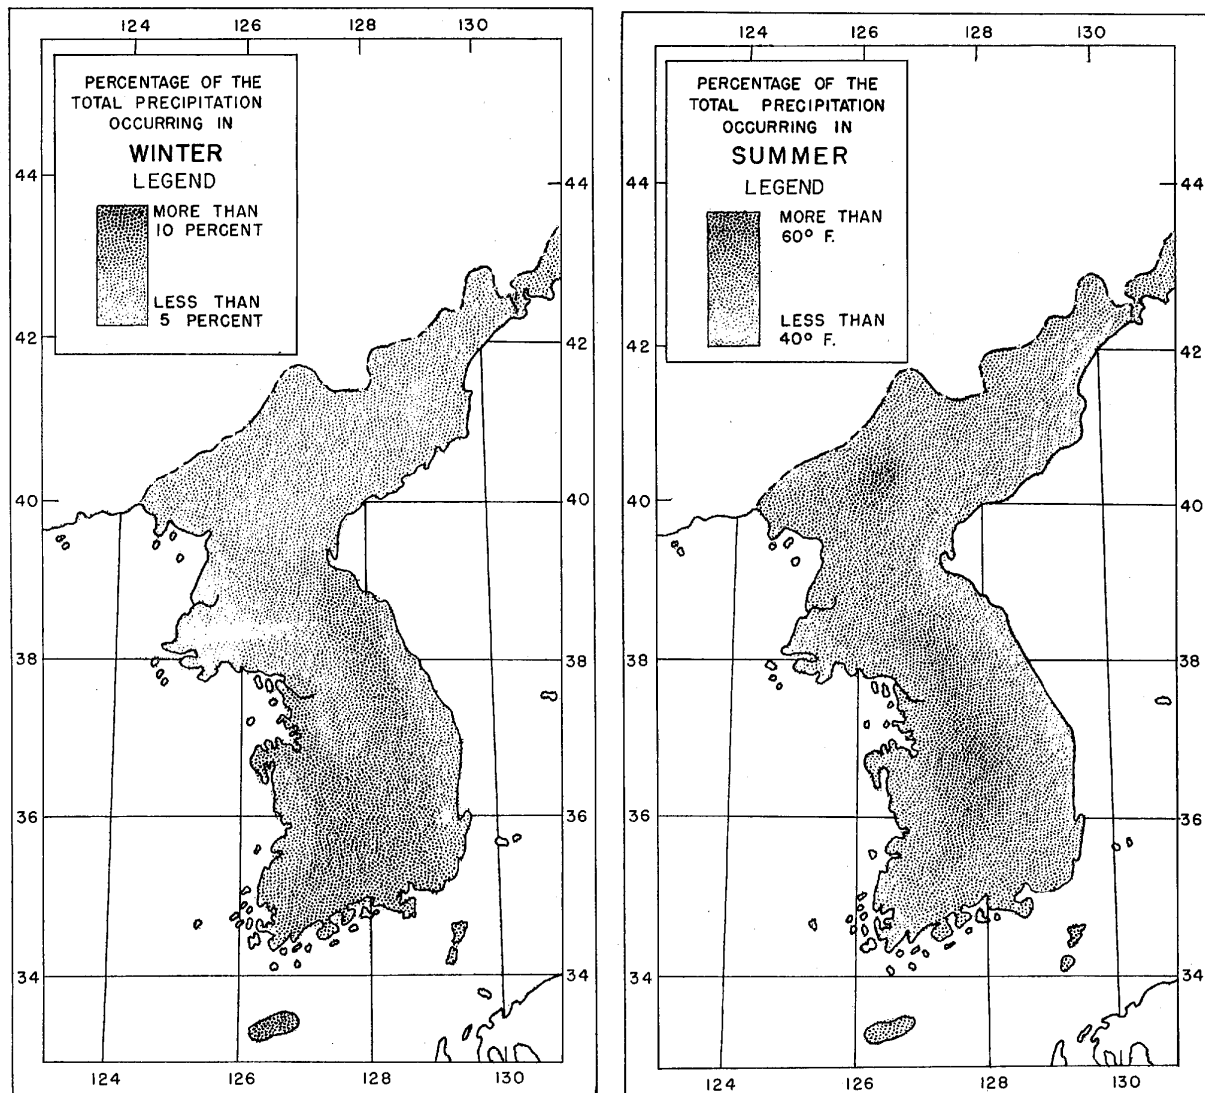 124 126 128 130
PERCENTAGE OF THE
TOTAL PRECIPITATION
OCCURRING IN
WINTER
LEGEND
MORE THAN
10 PERCENT
LESS THAN
5 PERCENT
44 44
42 42
40 40
38 38
36 36
34 34
124 126 128 130
124 126 128 130
PERCENTAGE OF THE
TOTAL PRECIPITATION
OCCURRING IN
SUMMER
LEGEND
MORE THAN
60° F.
LESS THAN
40° F.
44 44
42 42
40 40
38 38
36 36
34 34
124 126 128 130